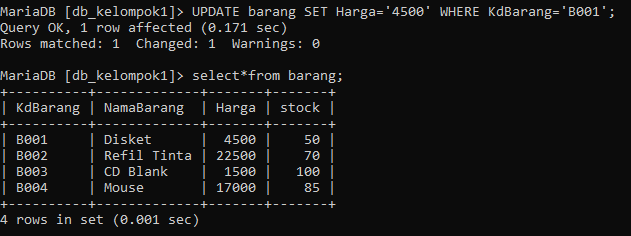 MariaDB [db_kelompok1]> UPDATE barang SET Harga='4500' WHERE KdBarang='B001';
Query OK, 1 row affected (0.171 sec)
Rows matched: 1  Changed: 1  Warnings: 0

MariaDB [db_kelompok1]> select*from barang;
+----------+--------------+-------+-------+
| KdBarang | NamaBarang   | Harga | stock |
+----------+--------------+-------+-------+
| B001     | Disket       |  4500 |    50 |
| B002     | Refil Tinta  | 22500 |    70 |
| B003     | CD Blank     |  1500 |   100 |
| B004     | Mouse        | 17000 |    85 |
+----------+--------------+-------+-------+
4 rows in set (0.001 sec)